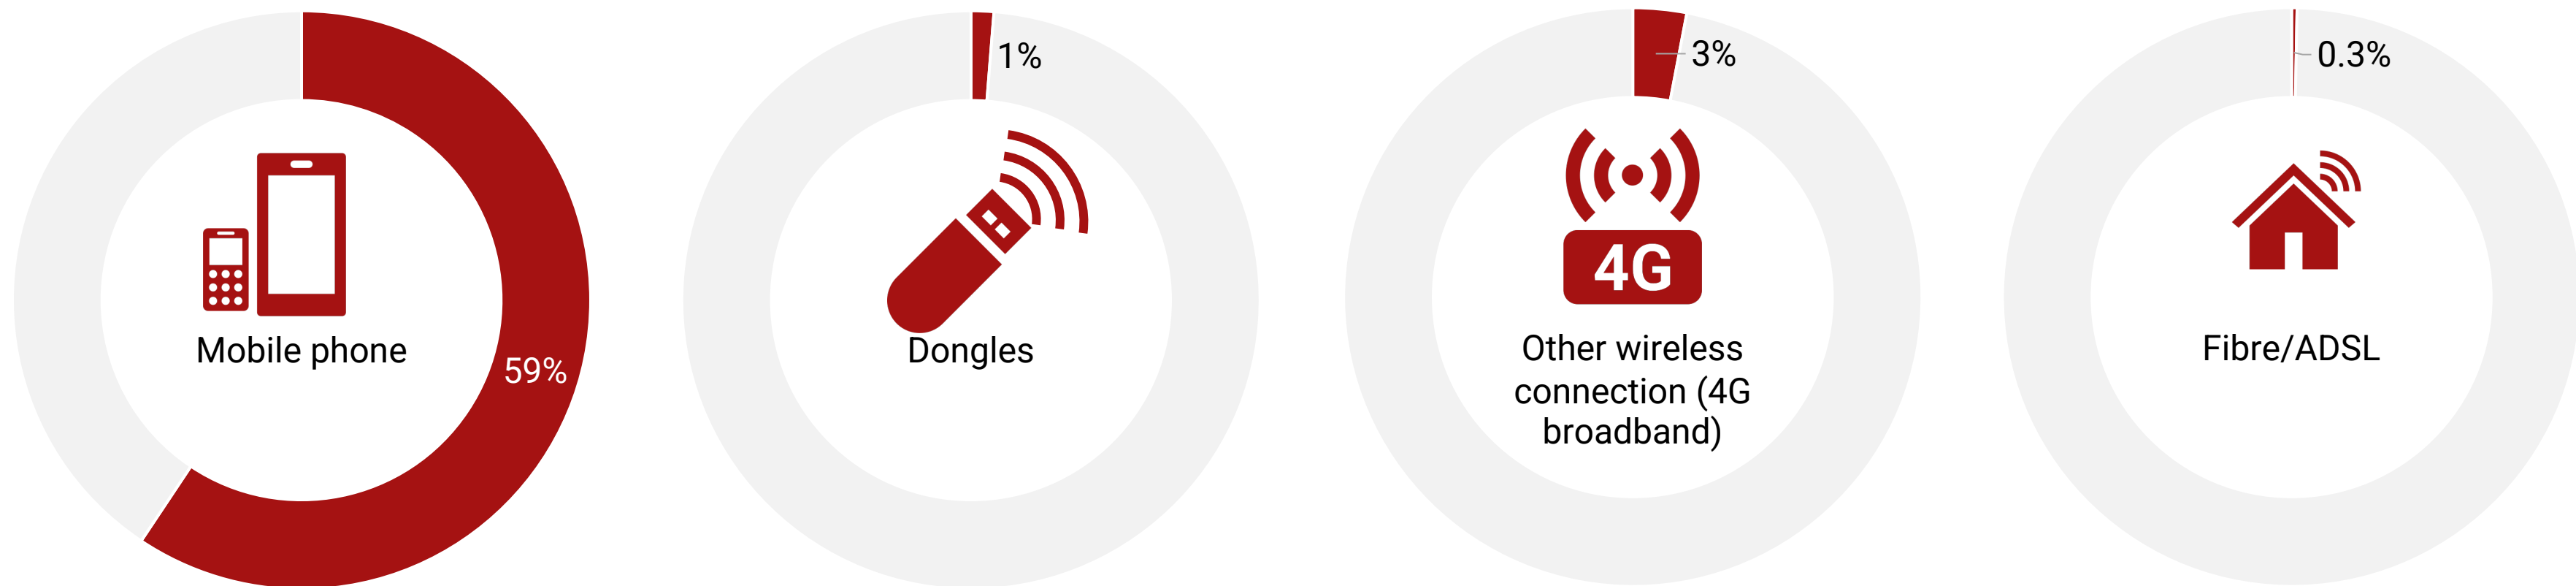 59%
Mobile phone
1%
Dongles
3%
4G
Other wireless
connection (4G
broadband)
0.3%
Fibre/ADSL